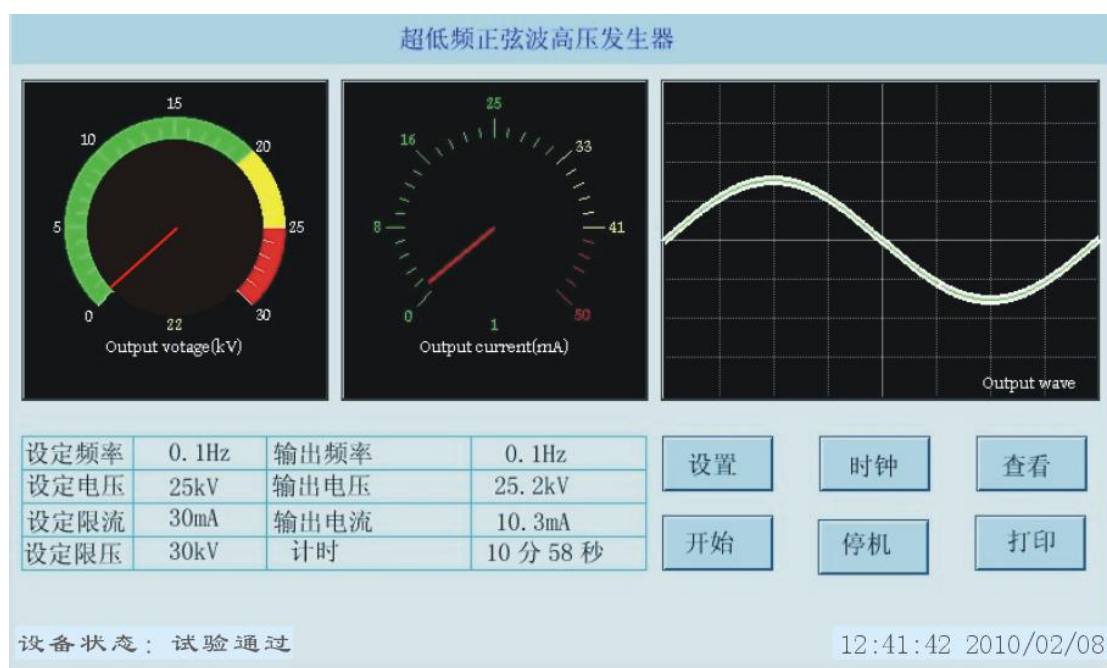 超低频正弦波高压发生器
15
10
20
5
25
0
22
30
Output votage(kV)
25
16
33
8
41
0
1
50
Output current(mA)
Output wave
设定频率 0.1Hz 输出频率 0.1Hz
设定电压 25kV 输出电压 25.2kV
设定限流 30mA 输出电流 10.3mA
设定限压 30kV 计时 10分58秒
设置 时钟 查看
开始 停机 打印
设备状态：试验通过 12:41:42 2010/02/08